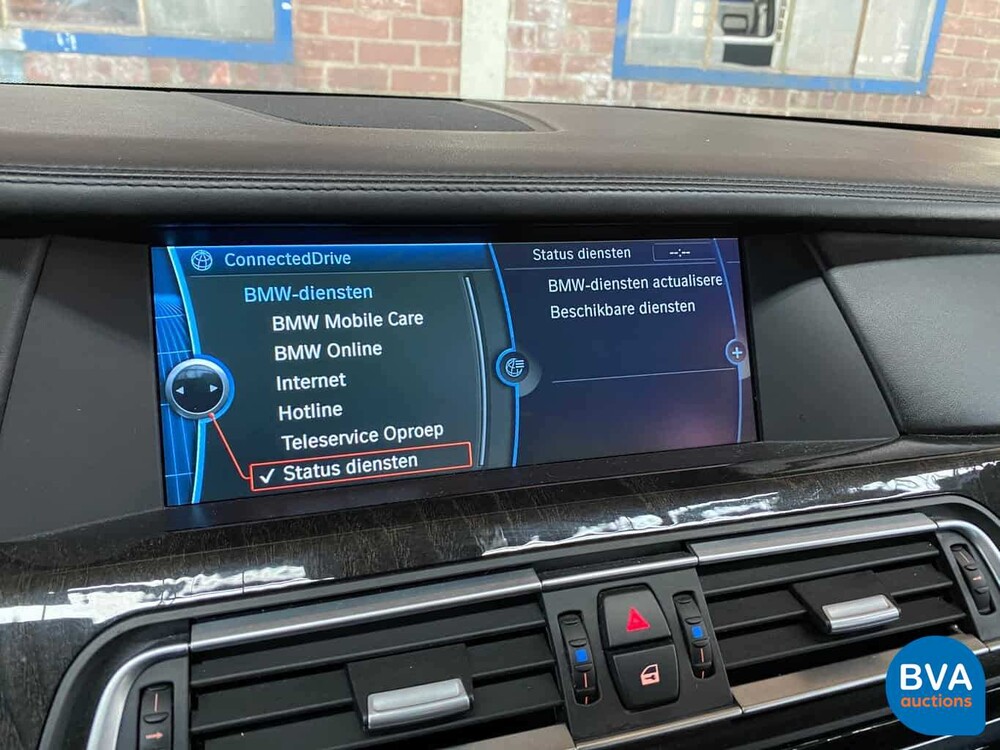 ConnectedDrive
BMW-diensten
BMW Mobile Care
BMW Online
Internet
Hotline
Teleservice Oproep
✓ Status diensten
Status diensten --:--
BMW-diensten actualisere
Beschikbare diensten
BVA
auctions